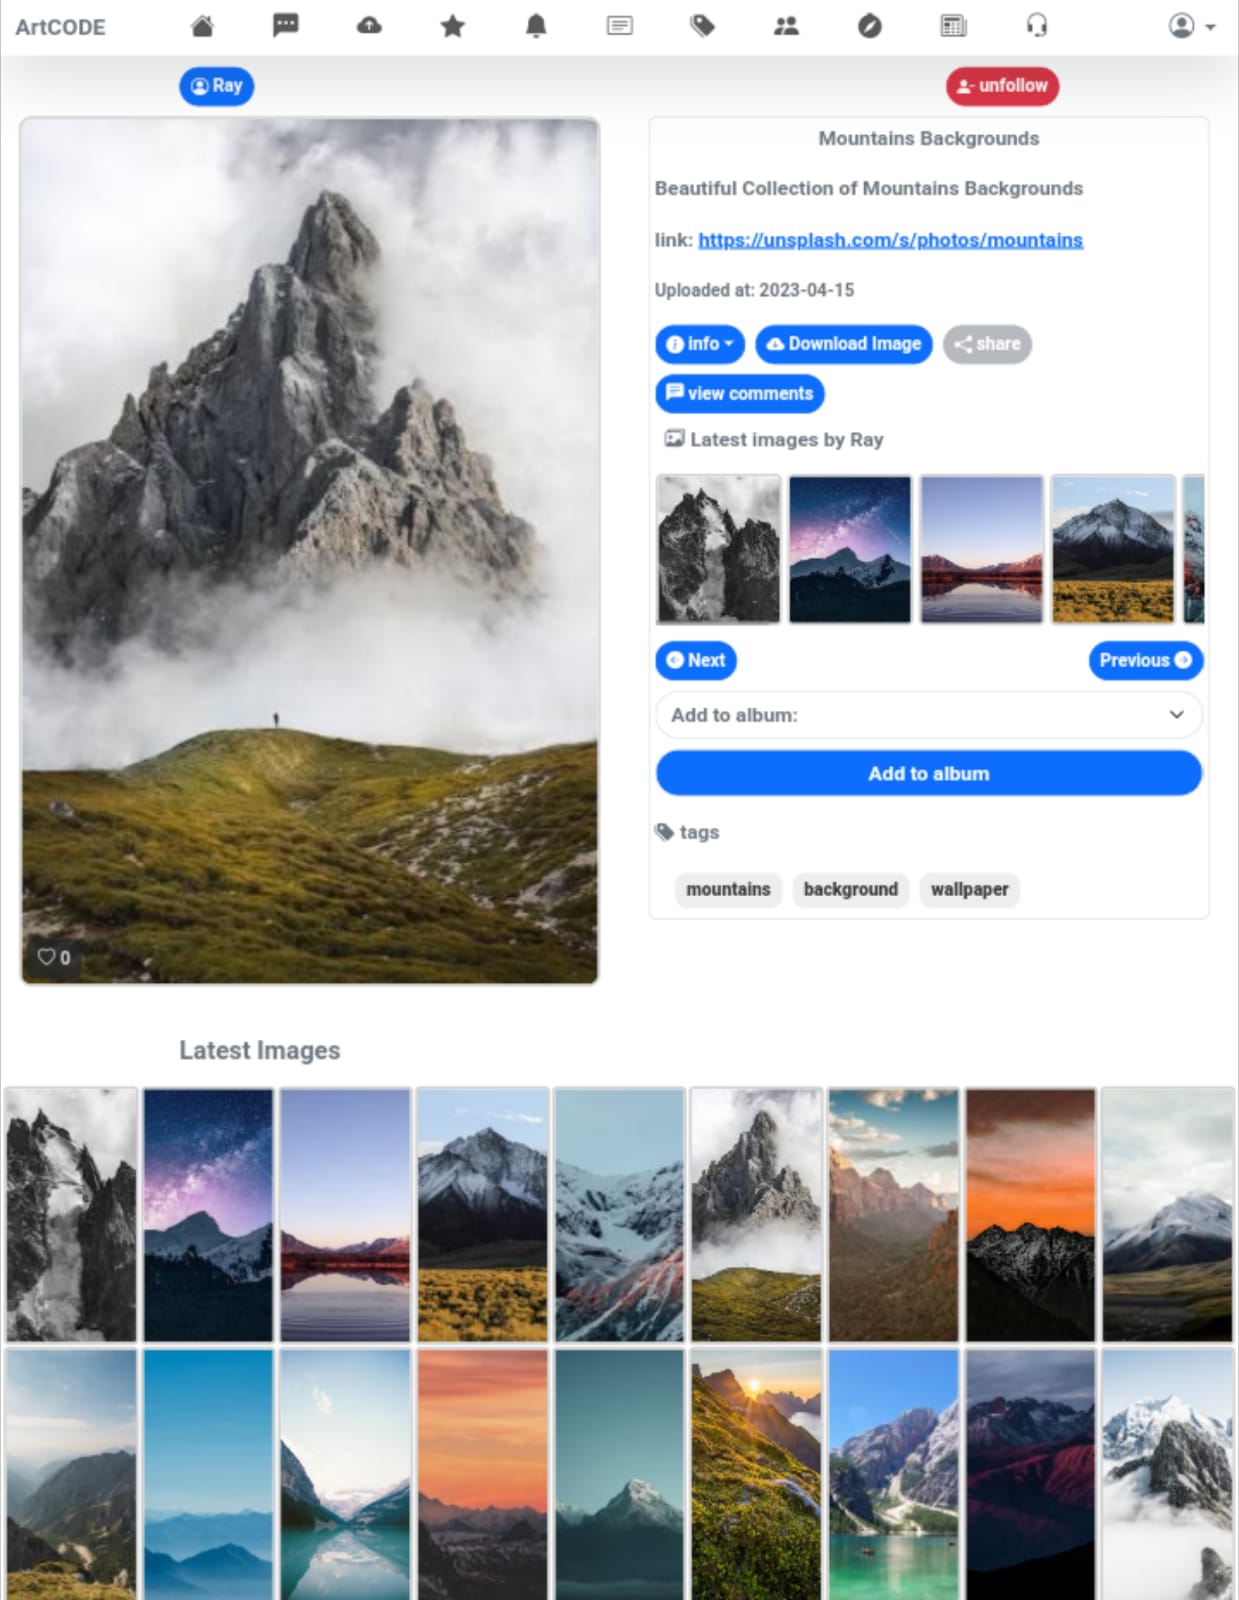 ArtCODE
Ray
unfollow
Mountains Backgrounds
Beautiful Collection of Mountains Backgrounds
link: https://unsplash.com/s/photos/mountains
Uploaded at: 2023-04-15
info
Download Image
share
view comments
Latest images by Ray
Next
Previous
Add to album:
Add to album
tags
mountains background wallpaper
0
Latest Images